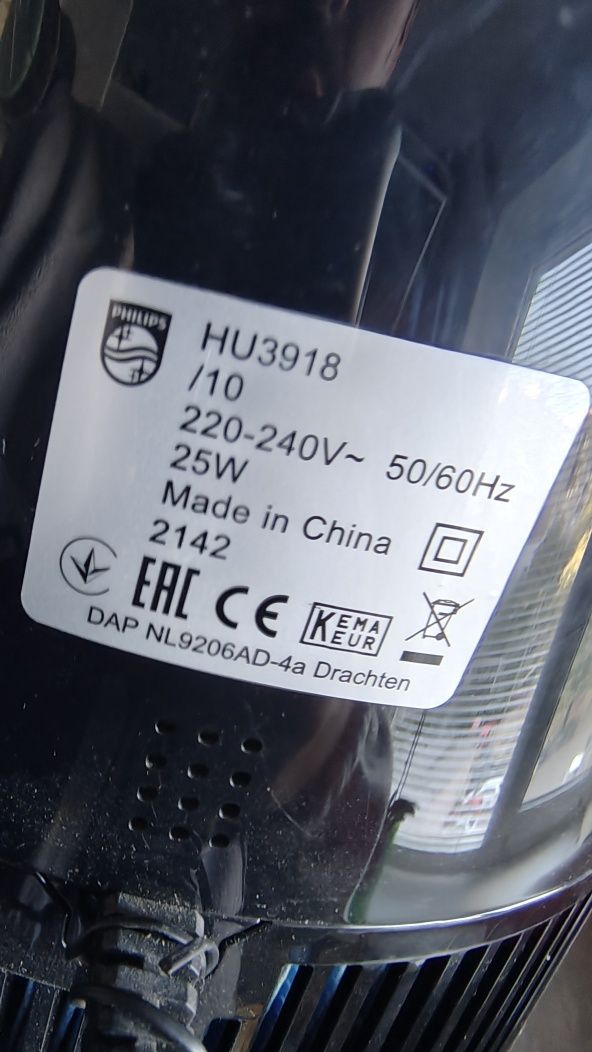 PHILIPS
HU3918
/10
220-240V~ 50/60Hz
25W
Made in China
2142
EAC CE KEMA EUR
DAP NL9206AD-4a Drachten